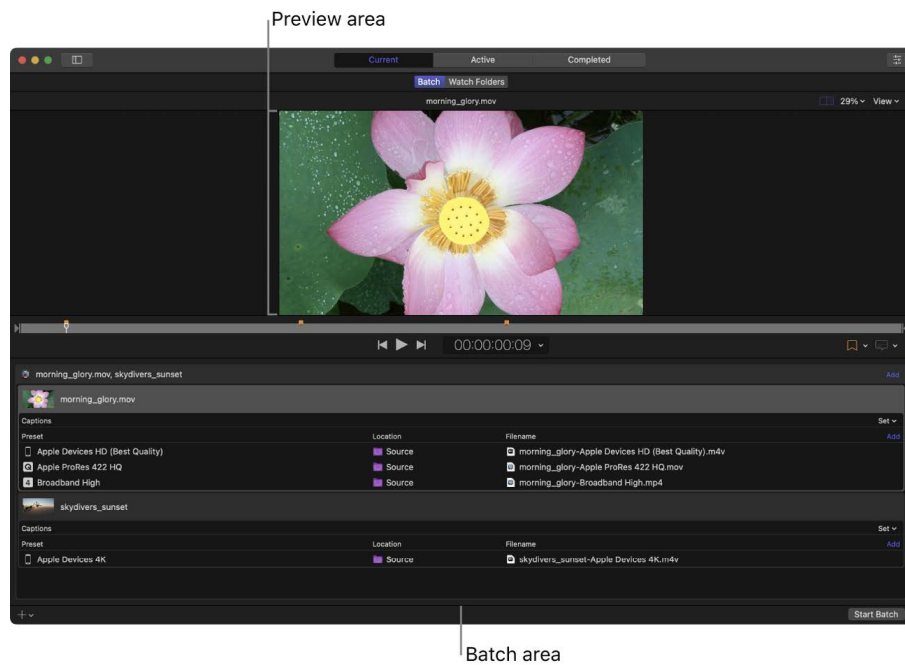 Preview area
Current Active Completed
Batch Watch Folders
morning_glory.mov 29% View
00:00:00:09
morning_glory.mov, skydivers_sunset Add
morning_glory.mov
Captions Set
Preset Location Filename Add
Apple Devices HD (Best Quality) Source morning_glory-Apple Devices HD (Best Quality).m4v
Apple ProRes 422 HQ Source morning_glory-Apple ProRes 422 HQ.mov
4 Broadband High Source morning_glory-Broadband High.mp4
skydivers_sunset
Captions Set
Preset Location Filename Add
Apple Devices 4K Source skydivers_sunset-Apple Devices 4K.m4v
Start Batch
Batch area